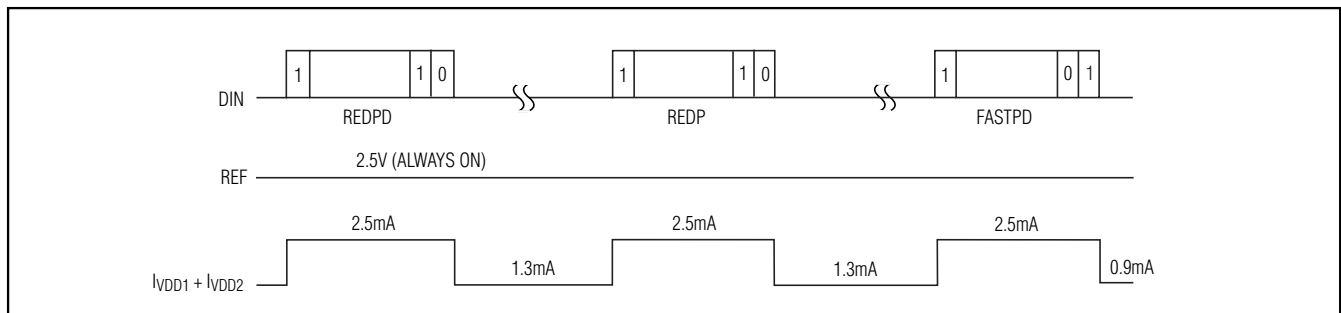 1 1 0 1 1 0 1 0 1
DIN
REDPD REDP FASTPD
2.5V (ALWAYS ON)
REF
2.5mA 2.5mA 2.5mA
1.3mA 1.3mA 0.9mA
IVDD1 + IVDD2